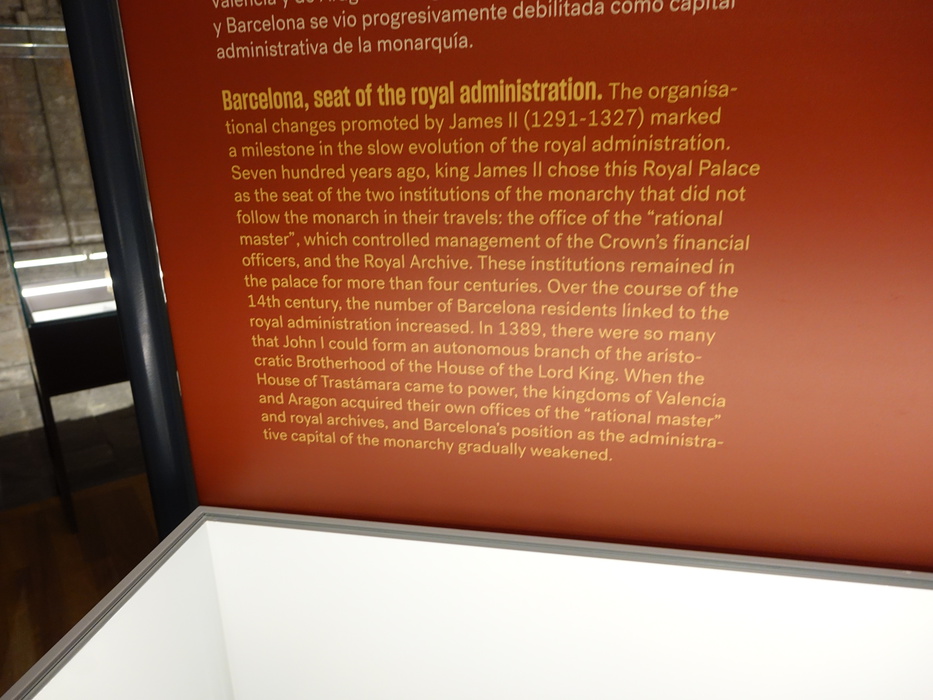 y Barcelona se vio progresivamente debilitada como capital
administrativa de la monarquía.
Barcelona, seat of the royal administration. The organisa-
tional changes promoted by James II (1291-1327) marked
a milestone in the slow evolution of the royal administration.
Seven hundred years ago, king James II chose this Royal Palace
as the seat of the two institutions of the monarchy that did not
follow the monarch in their travels: the office of the “rational
master”, which controlled management of the Crown’s financial
officers, and the Royal Archive. These institutions remained in
the palace for more than four centuries. Over the course of the
14th century, the number of Barcelona residents linked to the
royal administration increased. In 1389, there were so many
that John I could form an autonomous branch of the aristo-
cratic Brotherhood of the House of the Lord King. When the
House of Trastámara came to power, the kingdoms of Valencia
and Aragon acquired their own offices of the “rational master”
and royal archives, and Barcelona’s position as the administra-
tive capital of the monarchy gradually weakened.